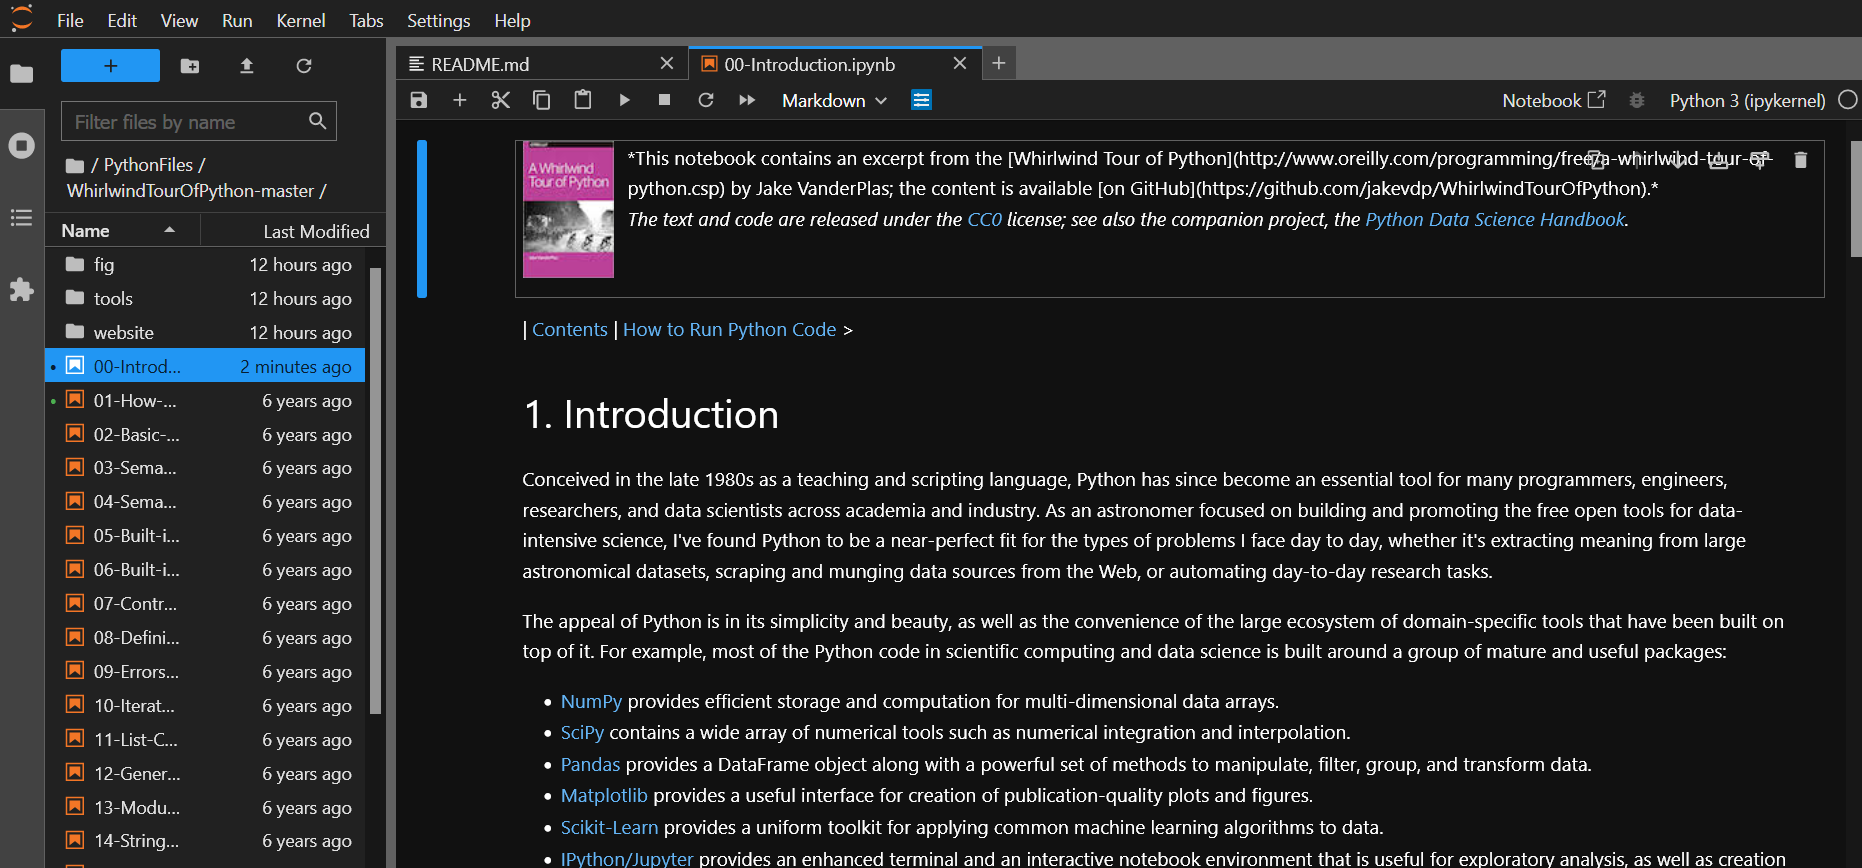 File Edit View Run Kernel Tabs Settings Help
README.md
00-Introduction.ipynb
Markdown
Notebook
Python 3 (ipykernel)
Filter files by name
/ PythonFiles /
WhirlwindTourOfPython-master /
Name Last Modified
fig 12 hours ago
tools 12 hours ago
website 12 hours ago
00-Introd... 2 minutes ago
01-How-... 6 years ago
02-Basic-... 6 years ago
03-Sema... 6 years ago
04-Sema... 6 years ago
05-Built-i... 6 years ago
06-Built-i... 6 years ago
07-Contr... 6 years ago
08-Defini... 6 years ago
09-Errors... 6 years ago
10-Iterat... 6 years ago
11-List-C... 6 years ago
12-Gener... 6 years ago
13-Modu... 6 years ago
14-String... 6 years ago
A Whirlwind
Tour of Python
*This notebook contains an excerpt from the [Whirlwind Tour of Python](http://www.oreilly.com/programming/free/a-whirlwind-tour-of-
python.csp) by Jake VanderPlas; the content is available [on GitHub](https://github.com/jakevdp/WhirlwindTourOfPython).*
The text and code are released under the CC0 license; see also the companion project, the Python Data Science Handbook.
| Contents | How to Run Python Code >
1. Introduction
Conceived in the late 1980s as a teaching and scripting language, Python has since become an essential tool for many programmers, engineers,
researchers, and data scientists across academia and industry. As an astronomer focused on building and promoting the free open tools for data-
intensive science, I've found Python to be a near-perfect fit for the types of problems I face day to day, whether it's extracting meaning from large
astronomical datasets, scraping and munging data sources from the Web, or automating day-to-day research tasks.
The appeal of Python is in its simplicity and beauty, as well as the convenience of the large ecosystem of domain-specific tools that have been built on
top of it. For example, most of the Python code in scientific computing and data science is built around a group of mature and useful packages:
• NumPy provides efficient storage and computation for multi-dimensional data arrays.
• SciPy contains a wide array of numerical tools such as numerical integration and interpolation.
• Pandas provides a DataFrame object along with a powerful set of methods to manipulate, filter, group, and transform data.
• Matplotlib provides a useful interface for creation of publication-quality plots and figures.
• Scikit-Learn provides a uniform toolkit for applying common machine learning algorithms to data.
• IPython/Jupyter provides an enhanced terminal and an interactive notebook environment that is useful for exploratory analysis, as well as creation